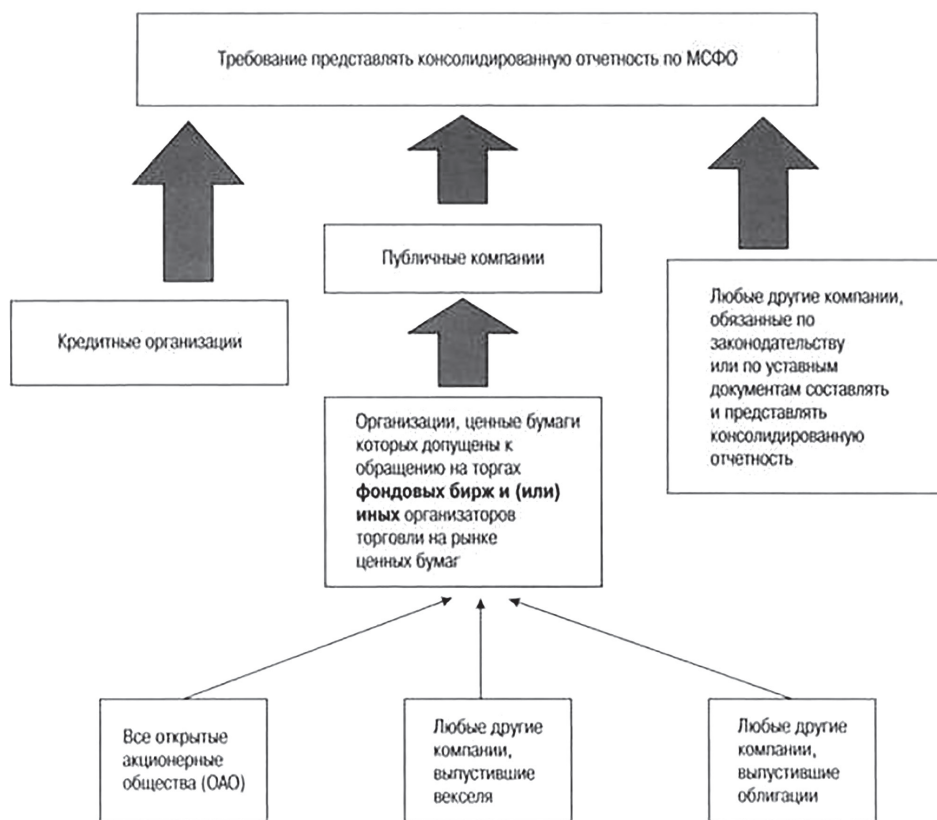 Требование представлять консолидированную отчетность по МСФО
Публичные компании
Кредитные организации
Любые другие компании,
обязанные по
законодательству
или по уставным
документам составлять
и представлять
консолидированную
отчетность
Организации, ценные бумаги
которых допущены к
обращению на торгах
фондовых бирж и (или)
иных организаторов
торговли на рынке
ценных бумаг
Все открытые
акционерные
общества (ОАО)
Любые другие
компании,
выпустившие
векселя
Любые другие
компании,
выпустившие
облигации